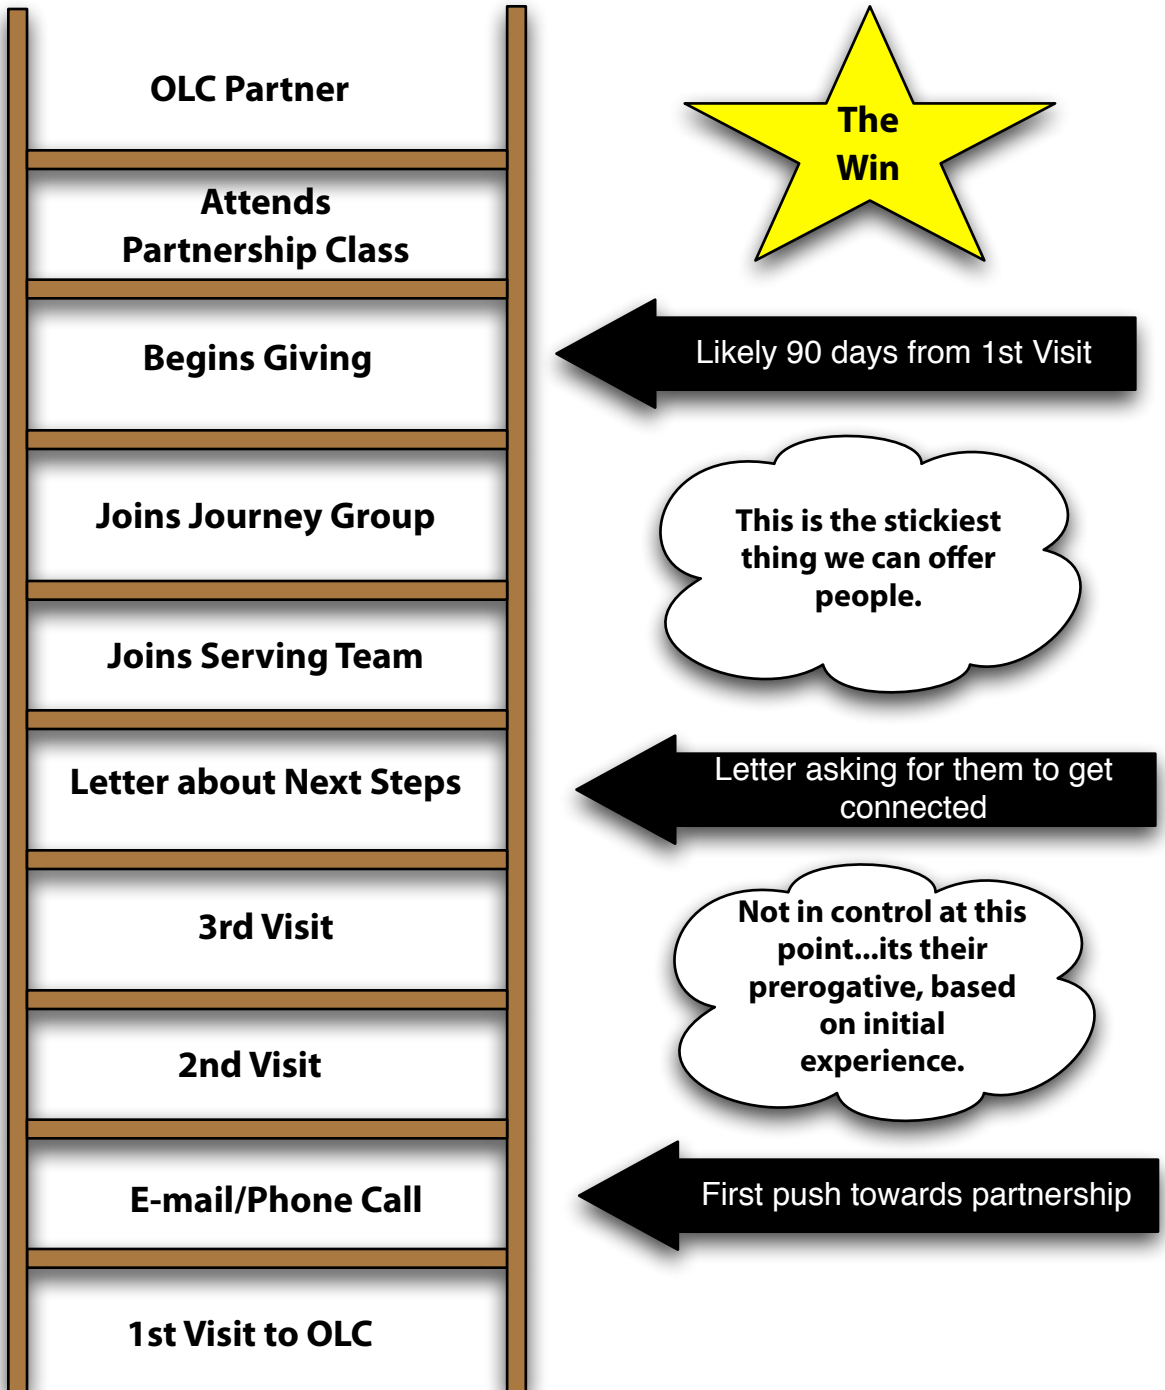 OLC Partner
The
Win
Attends
Partnership Class
Begins Giving
Likely 90 days from 1st Visit
Joins Journey Group
This is the stickiest
thing we can offer
people.
Joins Serving Team
Letter about Next Steps
Letter asking for them to get
connected
3rd Visit
Not in control at this
point...its their
prerogative, based
on initial
experience.
2nd Visit
E-mail/Phone Call
First push towards partnership
1st Visit to OLC